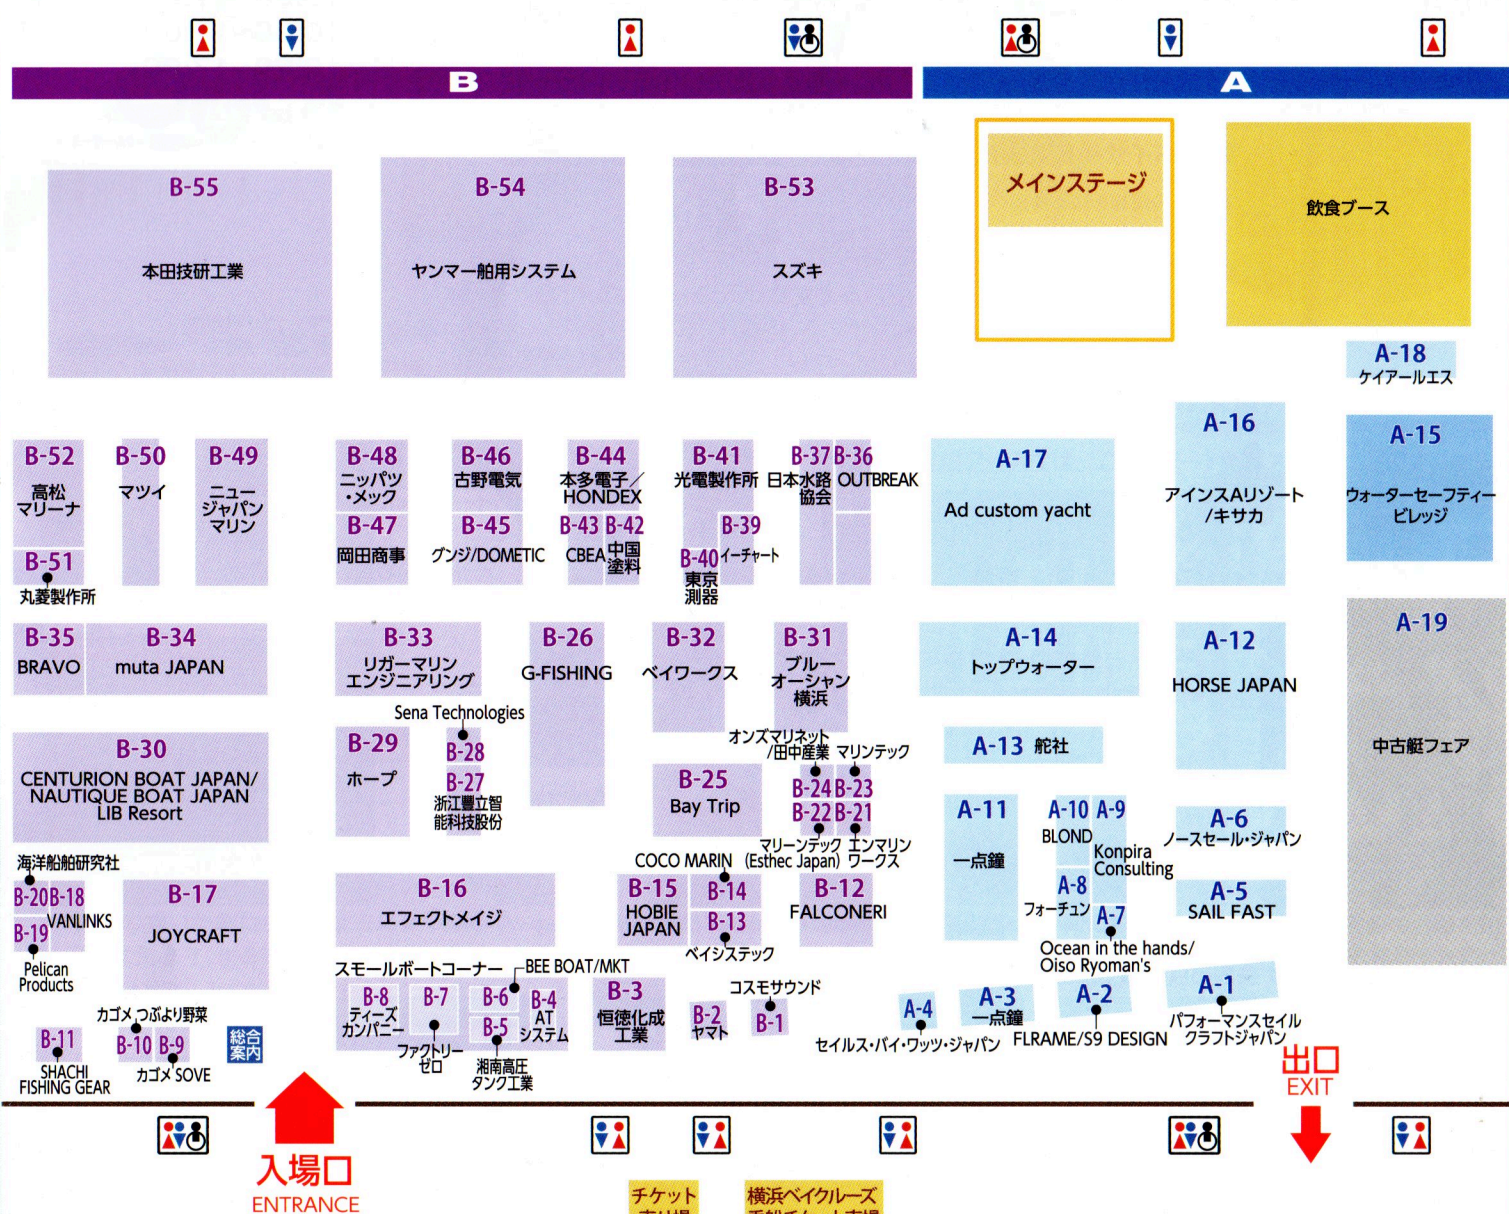 B
A
B-55
本田技研工業
B-54
ヤンマー舶用システム
B-53
スズキ
メインステージ
飲食ブース
A-18
ケイアールエス
B-52
高松
マリーナ
B-51
丸菱製作所
B-50
マツイ
B-49
ニュー
ジャパン
マリン
B-48
ニッパツ
・メック
B-47
岡田商事
B-46
古野電気
B-45
グンジ/DOMETIC
B-44
本多電子／
HONDEX
B-43
CBEA
B-42
中国
塗料
B-41
光電製作所
B-40
東京
測器
B-39
イーチャート
B-37
日本水路
協会
B-36
OUTBREAK
A-17
Ad custom yacht
A-16
アインスAリゾート
/キサカ
A-15
ウォーターセーフティー
ビレッジ
B-35
BRAVO
B-34
muta JAPAN
B-33
リガーマリン
エンジニアリング
B-26
G-FISHING
B-32
ベイワークス
B-31
ブルー
オーシャン
横浜
A-14
トップウォーター
A-12
HORSE JAPAN
A-19
中古艇フェア
B-30
CENTURION BOAT JAPAN/
NAUTIQUE BOAT JAPAN
LIB Resort
B-29
ホープ
Sena Technologies
B-28
B-27
浙江豐立智
能科技股份
B-25
Bay Trip
オンズマリネット
/田中産業
マリンテック
B-24
B-23
B-22
B-21
マリーンテック
(Esthec Japan)
エンマリン
ワークス
A-13 舵社
A-11
一点鐘
A-10
BLOND
A-9
Konpira
Consulting
A-8
フォーチュン
A-7
Ocean in the hands/
Oiso Ryoman's
A-6
ノースセール・ジャパン
A-5
SAIL FAST
海洋船舶研究社
B-20
B-18
VANLINKS
B-19
Pelican
Products
B-17
JOYCRAFT
B-16
エフェクトメイジ
COCO MARIN
B-15
HOBIE
JAPAN
B-14
B-13
ベイシステック
B-12
FALCONERI
スモールボートコーナー
BEE BOAT/MKT
B-8
ティーズ
カンパニー
B-7
ファクトリー
ゼロ
B-6
B-5
湘南高圧
タンク工業
B-4
AT
システム
B-3
恒徳化成
工業
B-2
ヤマト
コスモサウンド
B-1
A-4
セイルス・バイ・ワッツ・ジャパン
A-3
一点鐘
A-2
FLRAME/S9 DESIGN
A-1
パフォーマンスセイル
クラフトジャパン
カゴメ つぶより野菜
B-11
SHACHI
FISHING GEAR
B-10
B-9
カゴメ SOVE
総合
案内
出口
EXIT
入場口
ENTRANCE
チケット
横浜ベイクルーズ